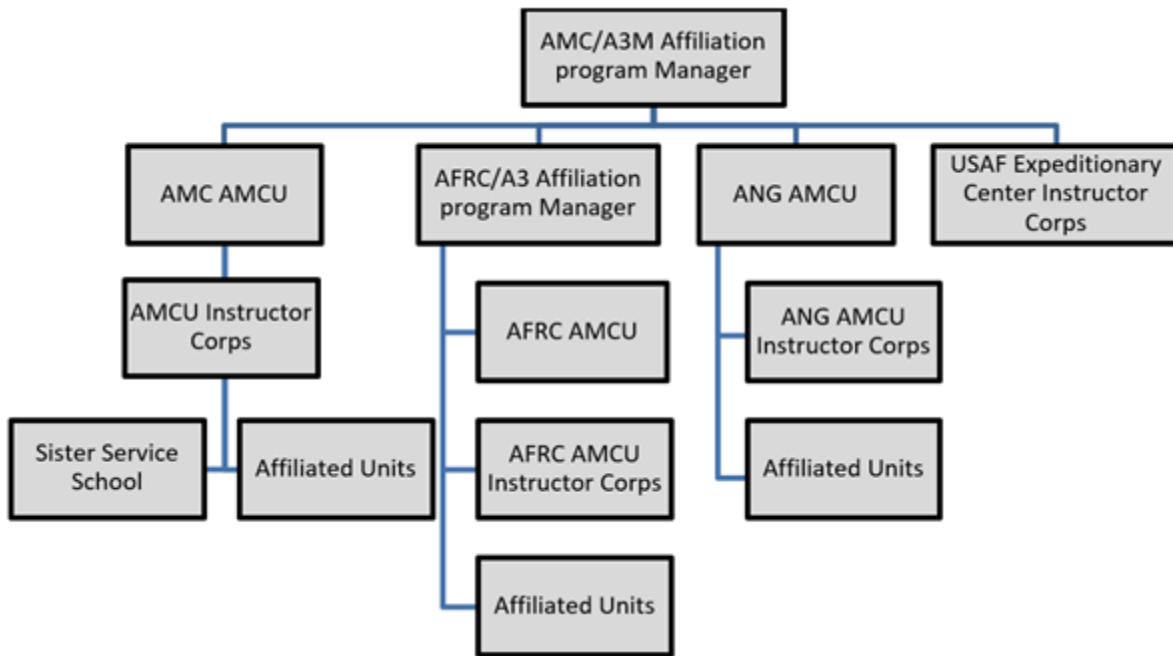 AMC/A3M Affiliation
program Manager
AMC AMCU
AFRC/A3 Affiliation
program Manager
ANG AMCU
USAF Expeditionary
Center Instructor
Corps
AMCU Instructor
Corps
AFRC AMCU
ANG AMCU
Instructor Corps
Sister Service
School
Affiliated Units
AFRC AMCU
Instructor Corps
Affiliated Units
Affiliated Units